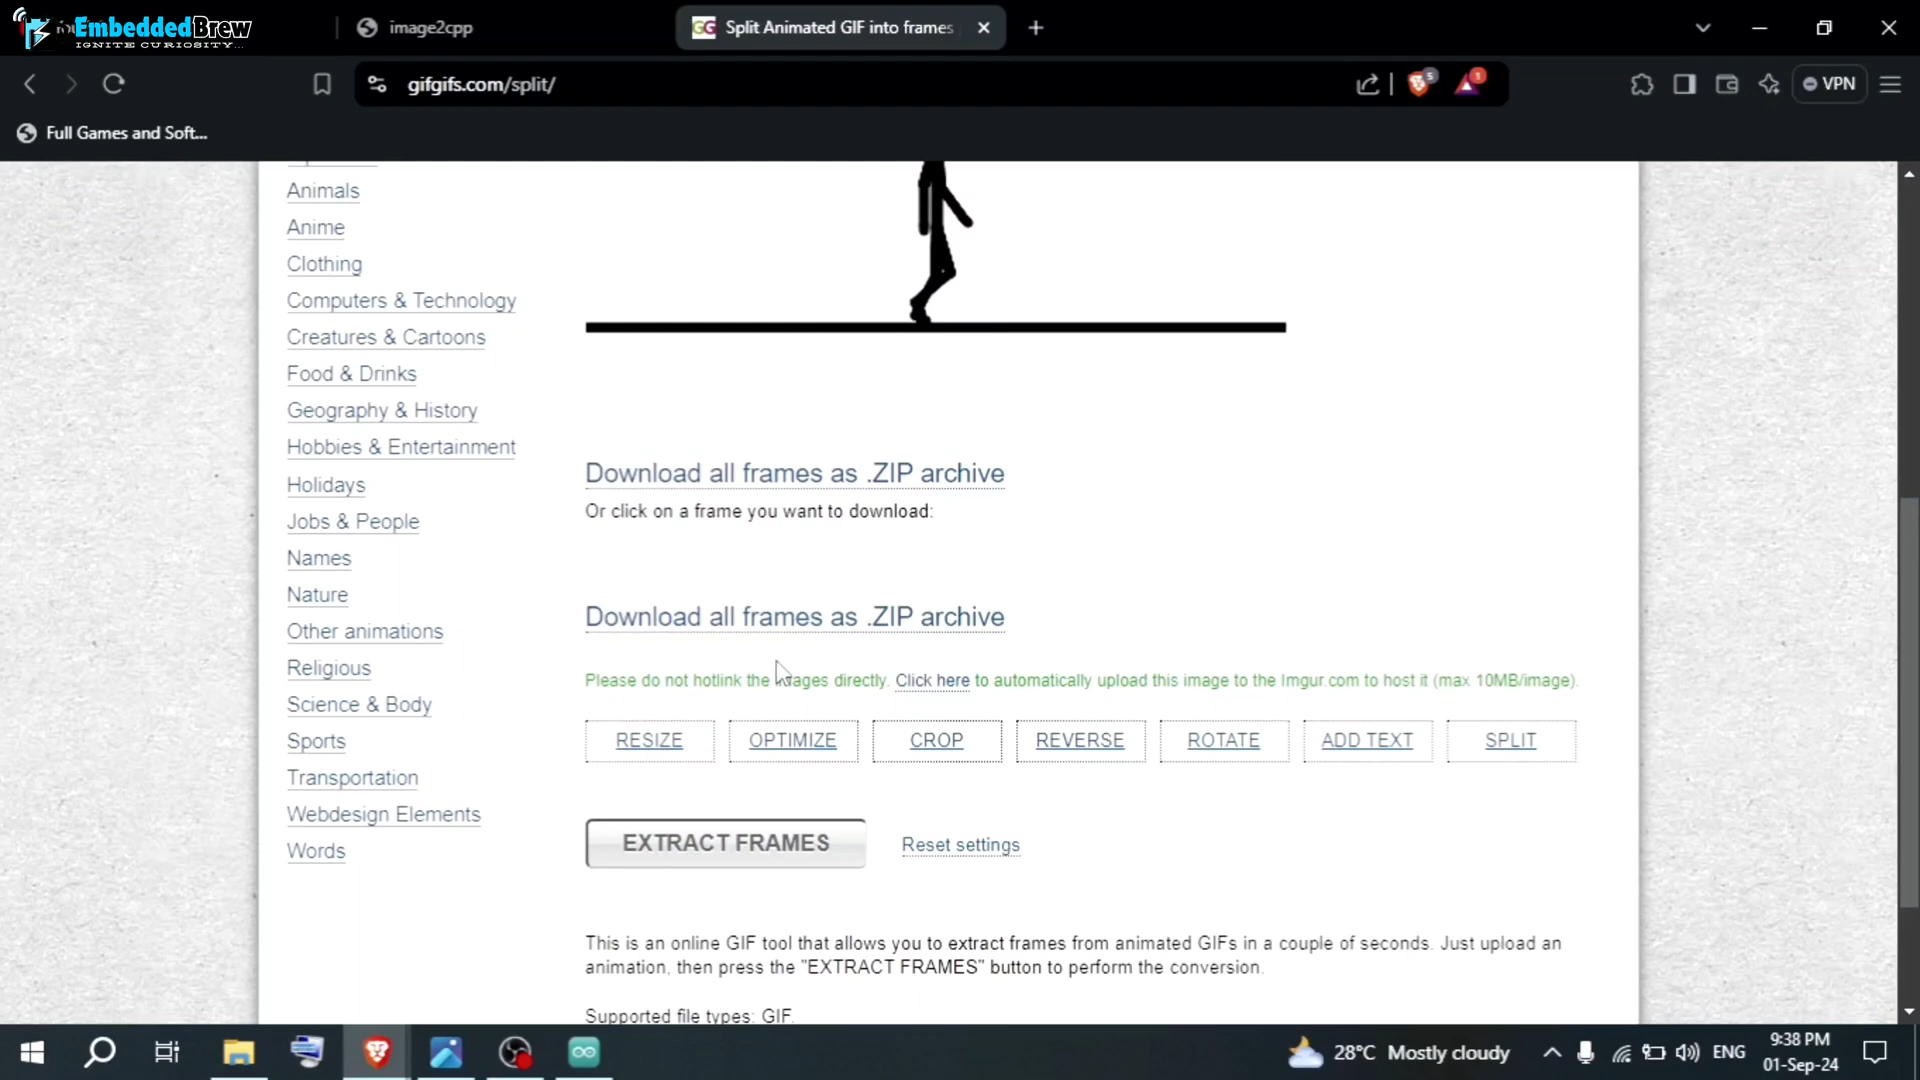 EmbeddedBrew
IGNITE CURIOSITY...
image2cpp
Split Animated GIF into frames
gifgifs.com/split/
5
1
VPN
Full Games and Soft...
Animals
Anime
Clothing
Computers & Technology
Creatures & Cartoons
Food & Drinks
Geography & History
Hobbies & Entertainment
Holidays
Jobs & People
Names
Nature
Other animations
Religious
Science & Body
Sports
Transportation
Webdesign Elements
Words
Download all frames as .ZIP archive
Or click on a frame you want to download:
Download all frames as .ZIP archive
Please do not hotlink the images directly. Click here to automatically upload this image to the Imgur.com to host it (max 10MB/image).
RESIZE OPTIMIZE CROP REVERSE ROTATE ADD TEXT SPLIT
EXTRACT FRAMES Reset settings
This is an online GIF tool that allows you to extract frames from animated GIFs in a couple of seconds. Just upload an
animation, then press the "EXTRACT FRAMES" button to perform the conversion.
Supported file types: GIF.
28°C Mostly cloudy
ENG
9:38 PM
01-Sep-24